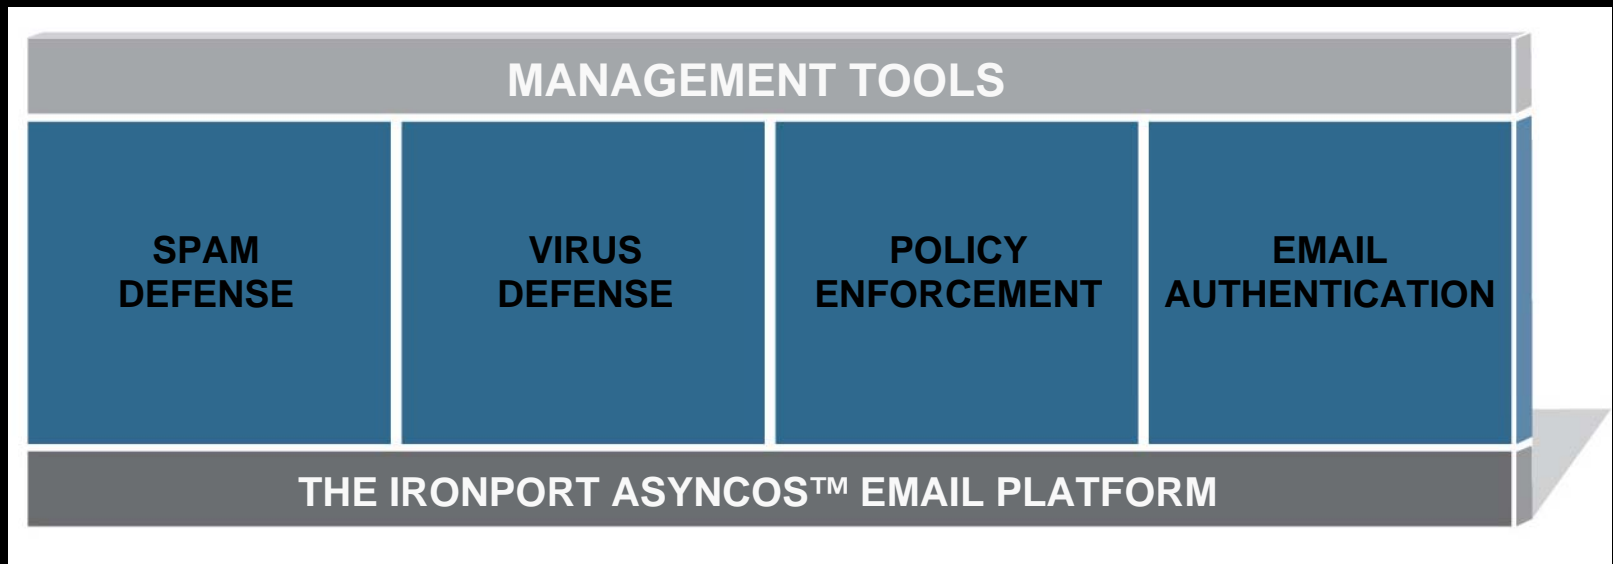 MANAGEMENT TOOLS
SPAM
DEFENSE
VIRUS
DEFENSE
POLICY
ENFORCEMENT
EMAIL
AUTHENTICATION
THE IRONPORT ASYNCOS™ EMAIL PLATFORM